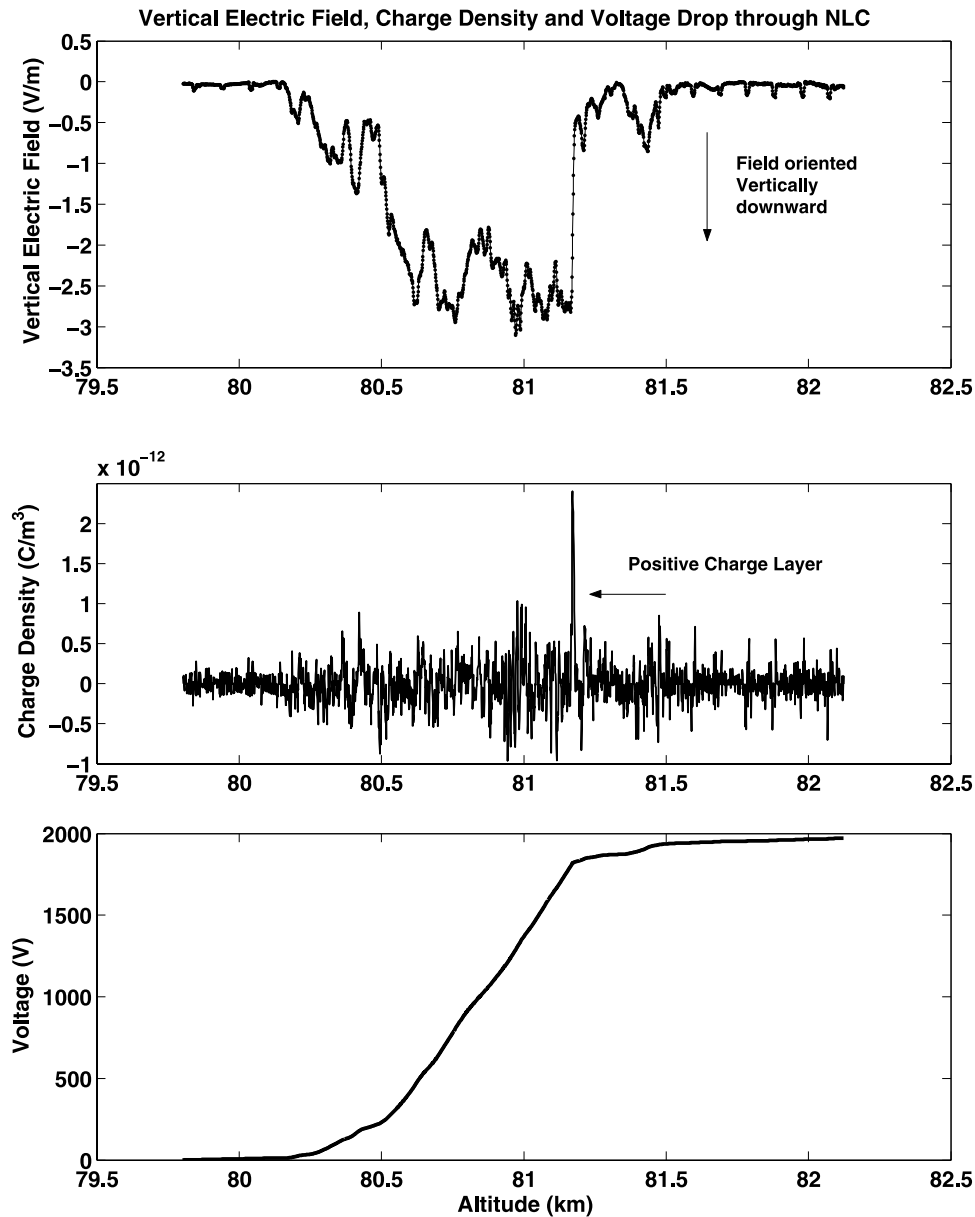 Vertical Electric Field, Charge Density and Voltage Drop through NLC
Vertical Electric Field (V/m)
0.5
0
−0.5
−1
−1.5
−2
−2.5
−3
−3.5
Field oriented
Vertically
downward
79.5 80 80.5 81 81.5 82 82.5
x 10⁻¹²
Charge Density (C/m³)
2
1.5
1
0.5
0
−0.5
−1
Positive Charge Layer
79.5 80 80.5 81 81.5 82 82.5
Voltage (V)
2000
1500
1000
500
0
79.5 80 80.5 81 81.5 82 82.5
Altitude (km)